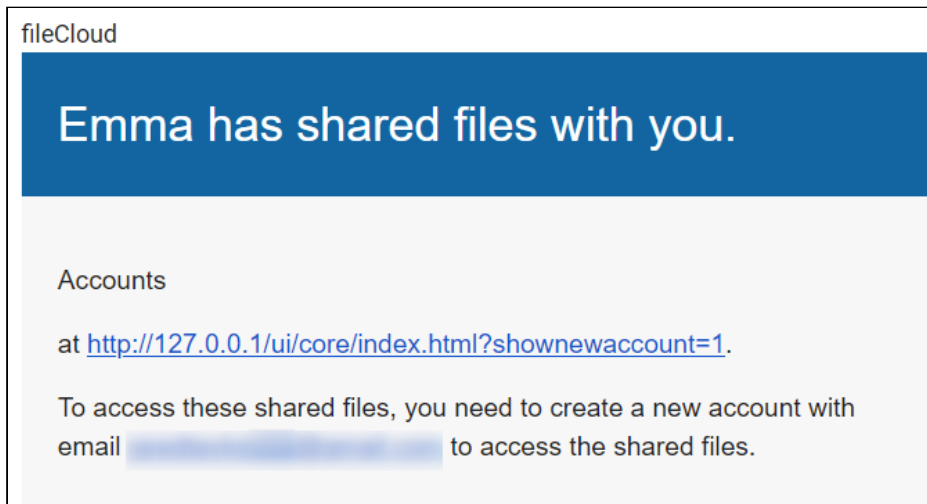 fileCloud
Emma has shared files with you.
Accounts
at http://127.0.0.1/ui/core/index.html?shownewaccount=1.
To access these shared files, you need to create a new account with
email to access the shared files.